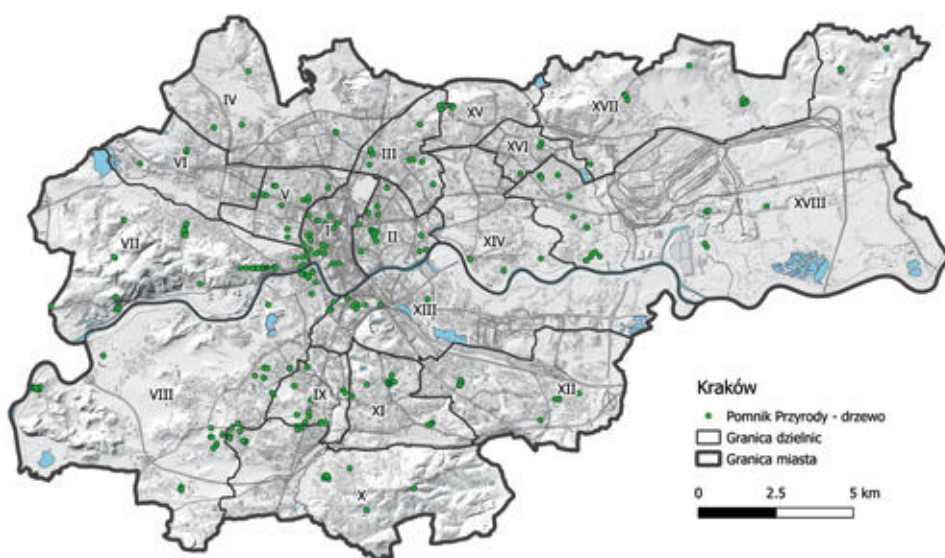 IV
XV
XVII
III
XVI
VI
V
I
II
XVIII
VII
XIV
XIII
VIII
IX
XI
XII
X
Kraków
Pomnik Przyrody - drzewo
Granica dzielnic
Granica miasta
0 2.5 5 km